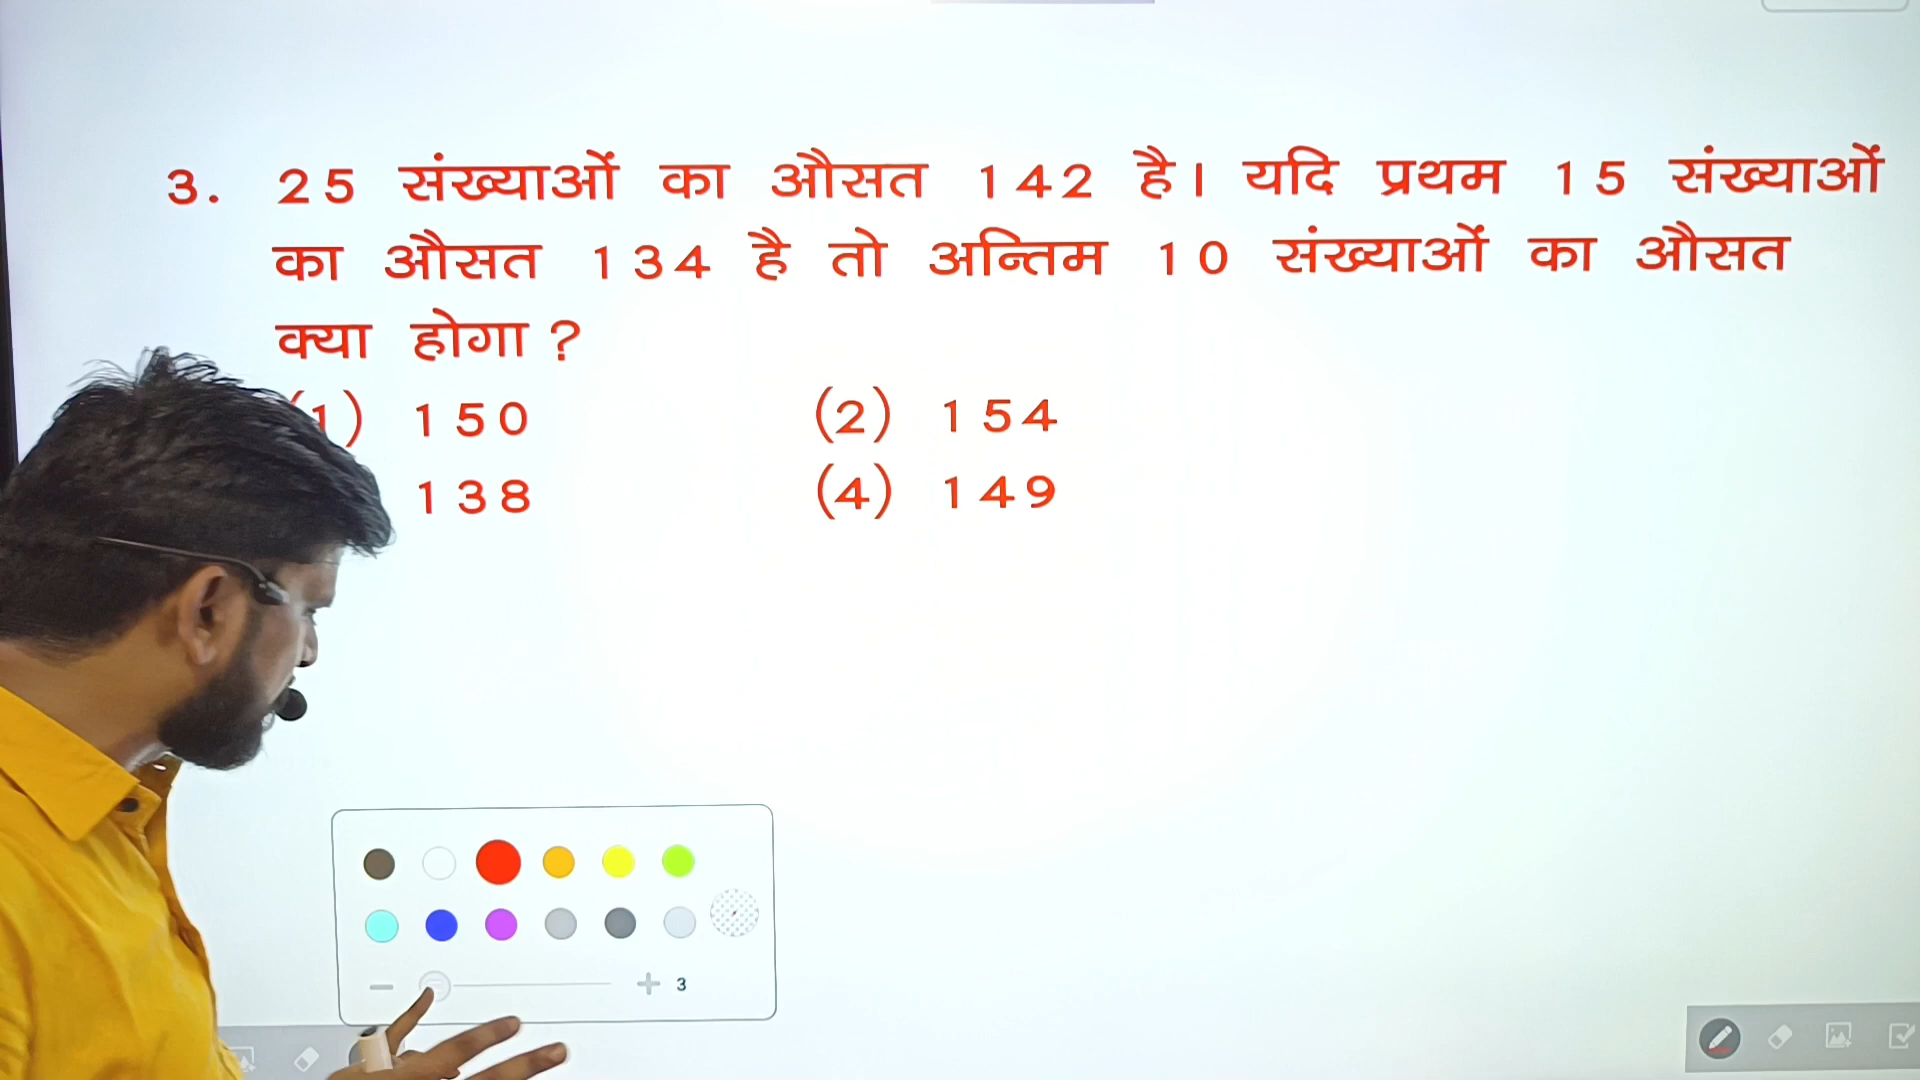 3. 25 संख्याओं का औसत 142 है। यदि प्रथम 15 संख्याओं
का औसत 134 है तो अन्तिम 10 संख्याओं का औसत
क्या होगा ?
(1) 150 (2) 154
138 (4) 149
3